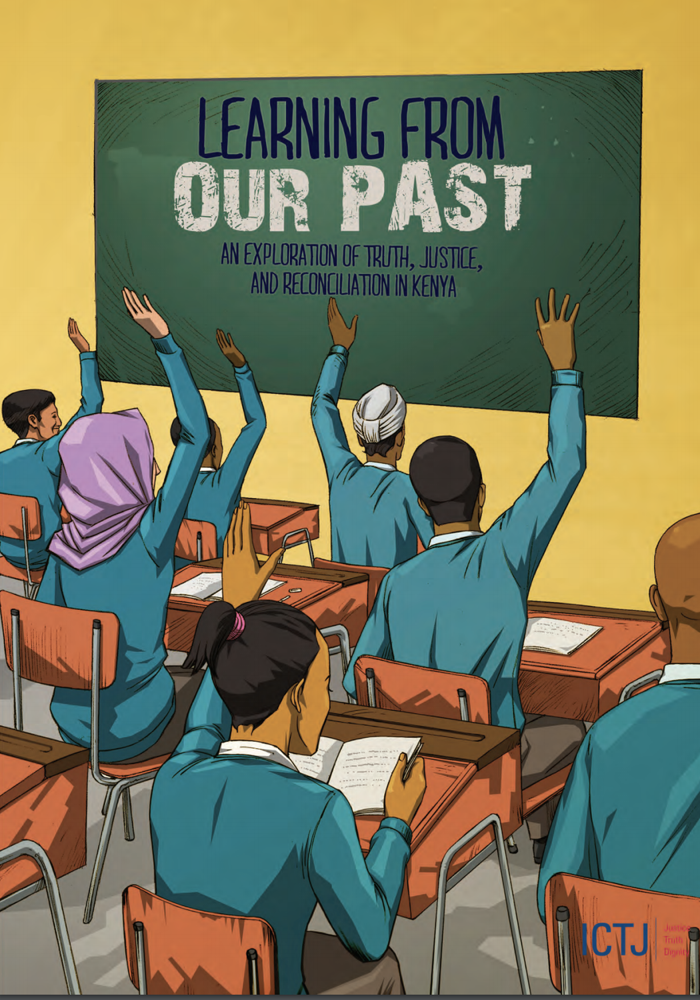 LEARNING FROM
OUR PAST
AN EXPLORATION OF TRUTH, JUSTICE,
AND RECONCILIATION IN KENYA
ICTJ
Justice
Truth
Dignity